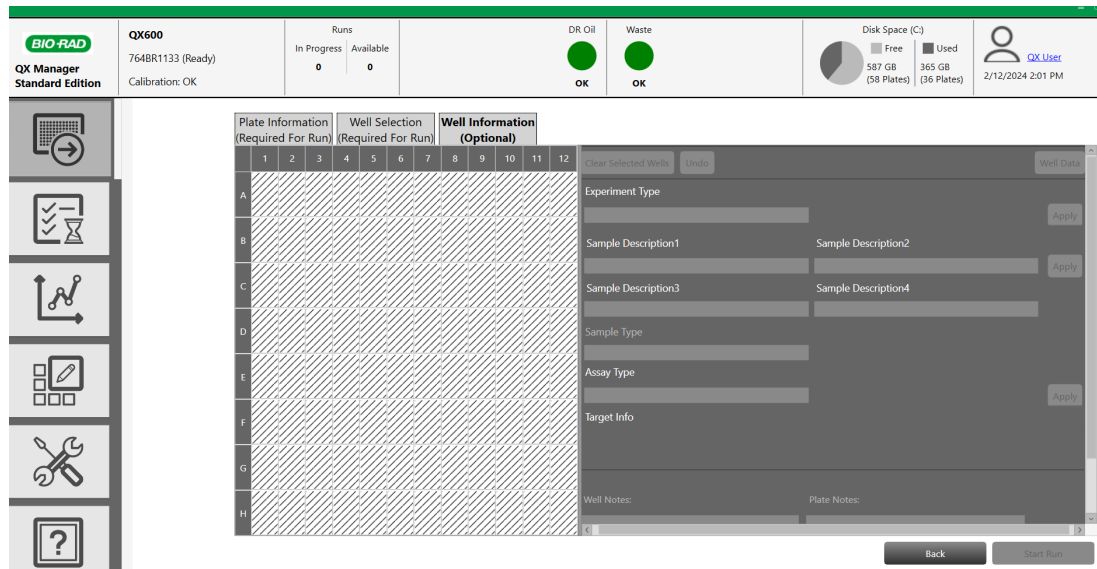 BIO-RAD
QX Manager
Standard Edition
QX600
764BR1133 (Ready)
Calibration: OK
Runs
In Progress Available
0 0
DR Oil
OK
Waste
OK
Disk Space (C:)
Free Used
587 GB 365 GB
(58 Plates) (36 Plates)
QX User
2/12/2024 2:01 PM
Plate Information
(Required For Run)
Well Selection
(Required For Run)
Well Information
(Optional)
1 2 3 4 5 6 7 8 9 10 11 12
A
B
C
D
E
F
G
H
Clear Selected Wells Undo Well Data
Experiment Type
Apply
Sample Description1 Sample Description2
Apply
Sample Description3 Sample Description4
Sample Type
Assay Type
Apply
Target Info
Well Notes: Plate Notes:
?
Back Start Run